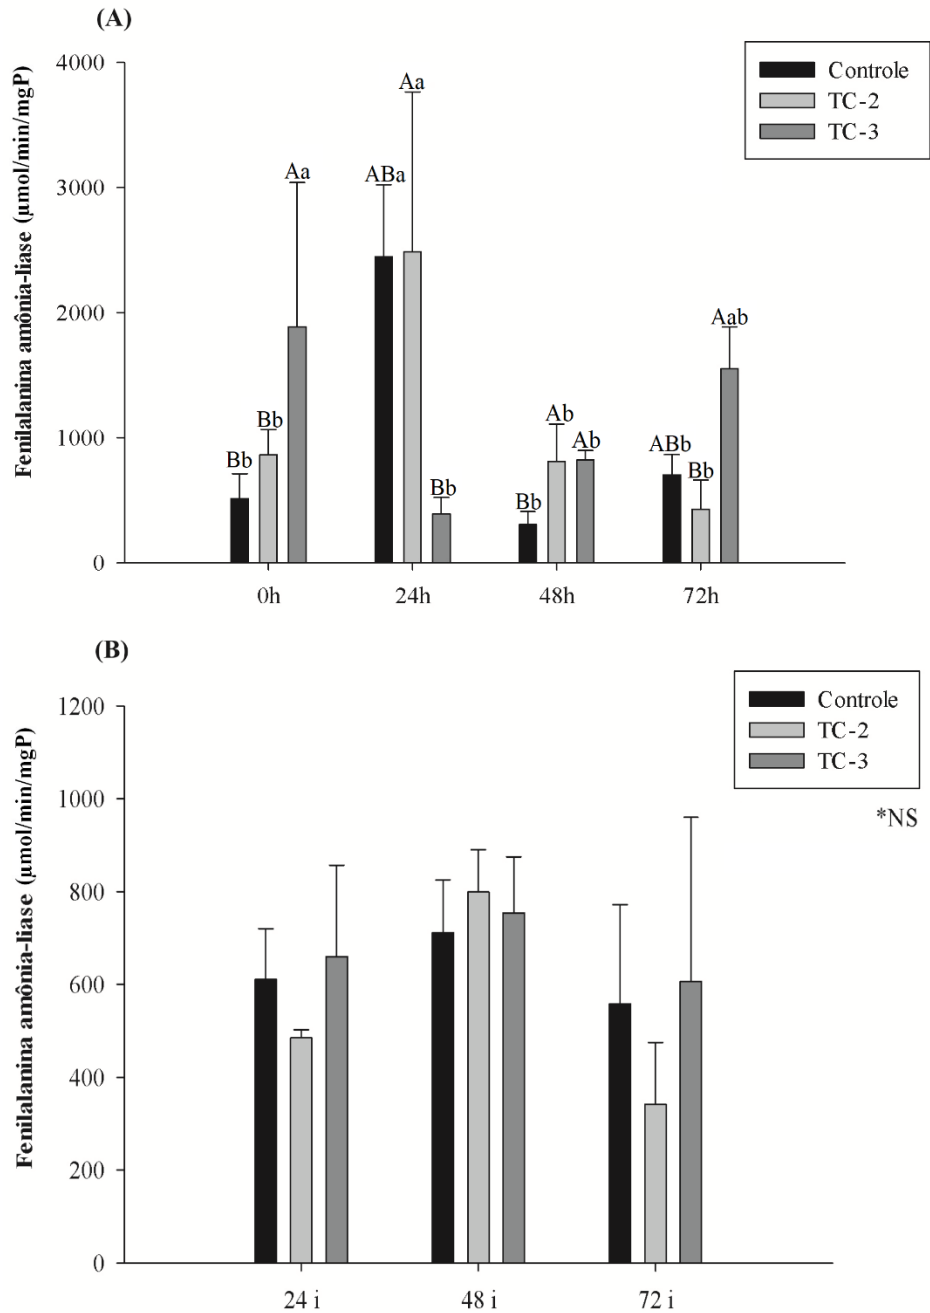 (A)
Fenilalanina amônia-liase (µmol/min/mgP)
4000
3000
2000
1000
0
Controle
TC-2
TC-3
Bb
Bb
Aa
ABa
Aa
Bb
Bb
Ab
Ab
ABb
Bb
Aab
0h
24h
48h
72h
(B)
Fenilalanina amônia-liase (µmol/min/mgP)
1200
1000
800
600
400
200
0
Controle
TC-2
TC-3
*NS
24 i
48 i
72 i